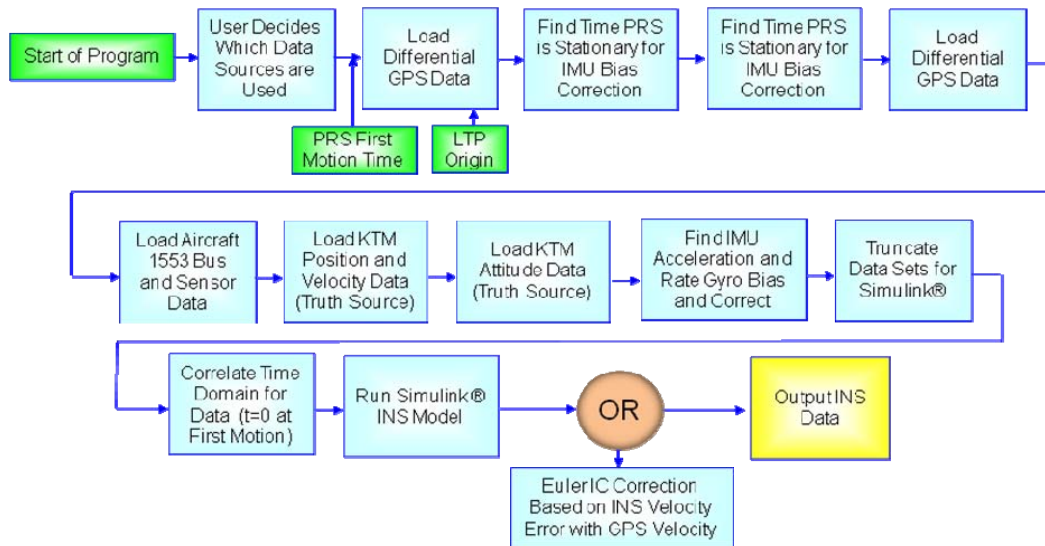 Start of Program
User Decides
Which Data
Sources are
Used
Load
Differential
GPS Data
Find Time PRS
is Stationary for
IMU Bias
Correction
Find Time PRS
is Stationary for
IMU Bias
Correction
Load
Differential
GPS Data
PRS First
Motion Time
LTP
Origin
Load Aircraft
1553 Bus
and Sensor
Data
Load KTM
Position and
Velocity Data
(Truth Source)
Load KTM
Attitude Data
(Truth Source)
Find IMU
Acceleration and
Rate Gyro Bias
and Correct
Truncate
Data Sets for
Simulink®
Correlate Time
Domain for
Data (t=0 at
First Motion)
Run Simulink®
INS Model
OR
Output INS
Data
Euler IC Correction
Based on INS Velocity
Error with GPS Velocity